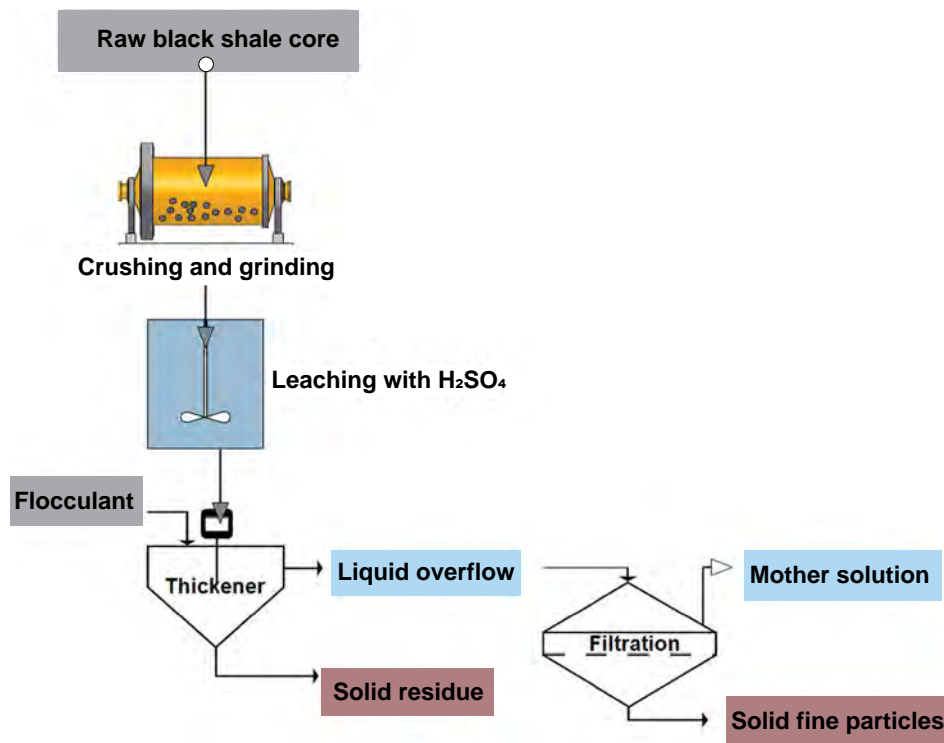 Raw black shale core
Crushing and grinding
Leaching with H₂SO₄
Flocculant
Thickener
Liquid overflow
Mother solution
Filtration
Solid residue
Solid fine particles